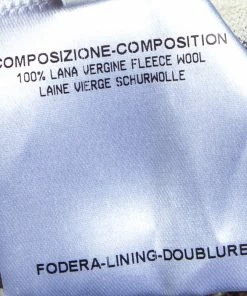 COMPOSIZIONE-COMPOSITION
100% LANA VERGINE FLEECE WOOL
LAINE VIERGE SCHURWOLLE
FODERA-LINING-DOUBLURE